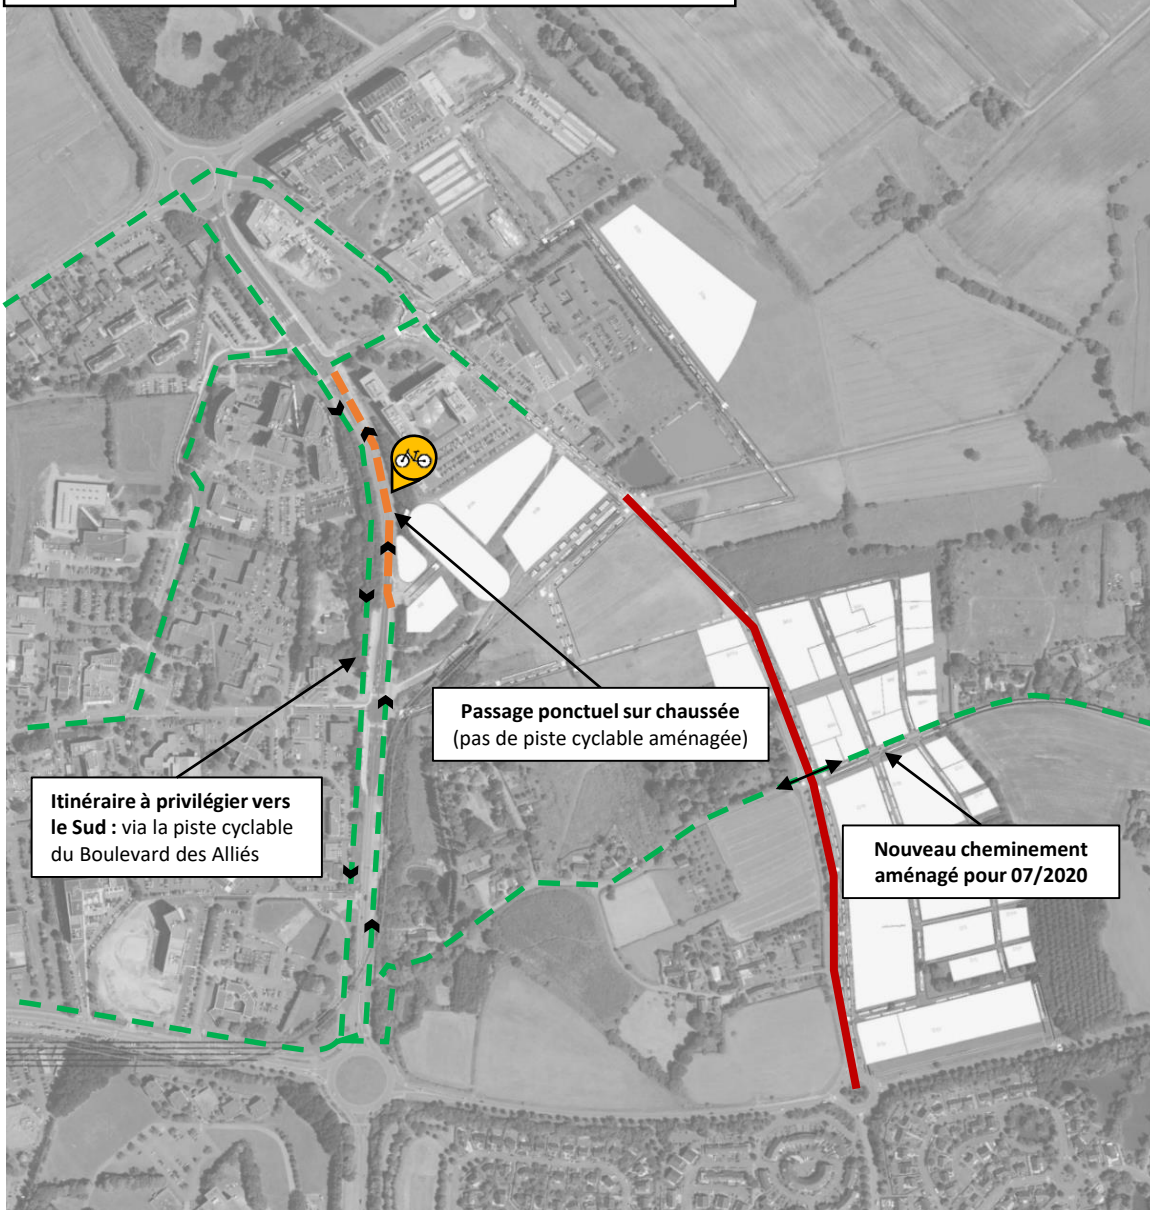 Passage ponctuel sur chaussée
(pas de piste cyclable aménagée)
Itinéraire à privilégier vers
le Sud : via la piste cyclable
du Boulevard des Alliés
Nouveau cheminement
aménagé pour 07/2020